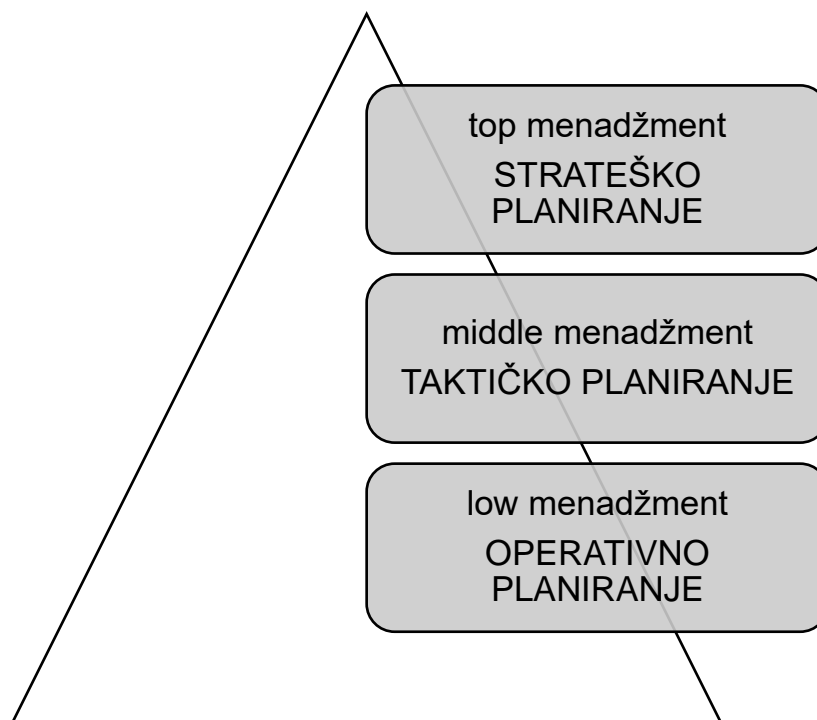 top menadžment
STRATEŠKO
PLANIRANJE
middle menadžment
TAKTIČKO PLANIRANJE
low menadžment
OPERATIVNO
PLANIRANJE